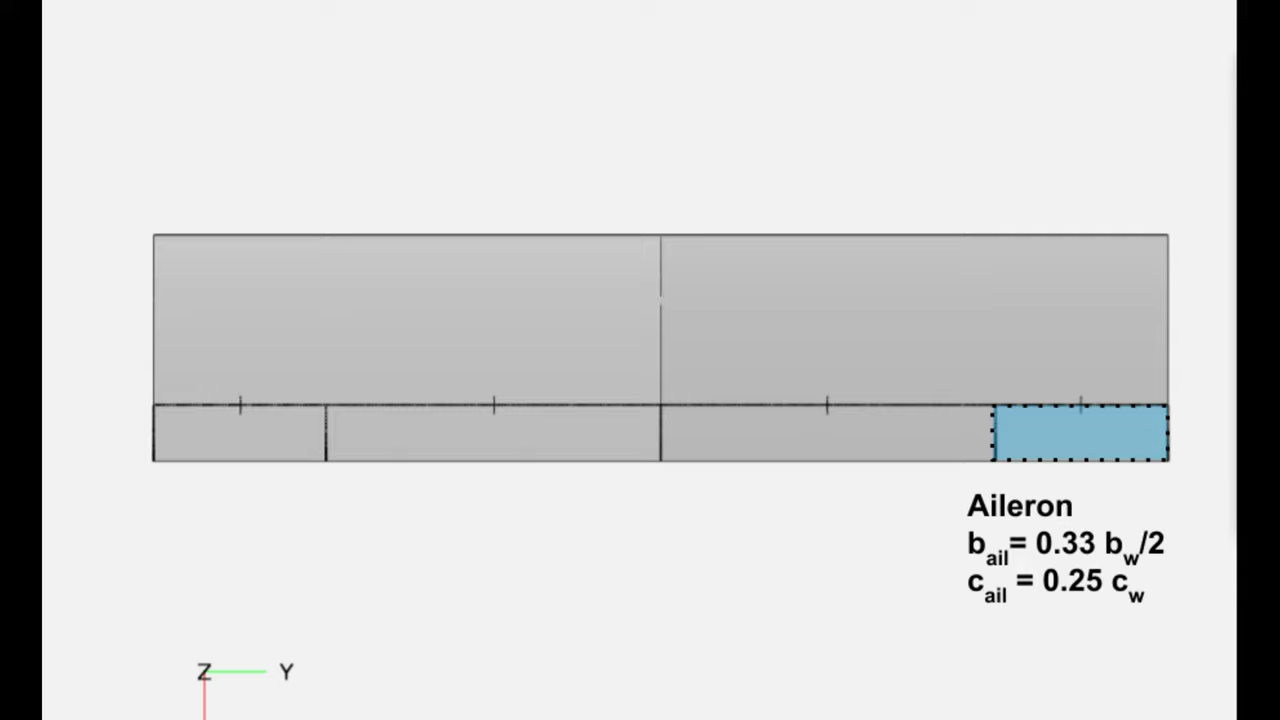 Aileron
b_ail = 0.33 b_w/2
c_ail = 0.25 c_w
Z Y